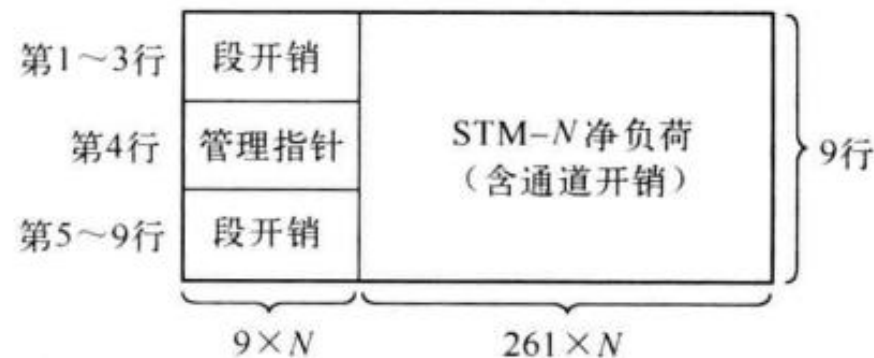 第1～3行
段开销
第4行
管理指针
第5～9行
段开销
STM–N 净负荷
（含通道开销）
9行
9×N
261×N